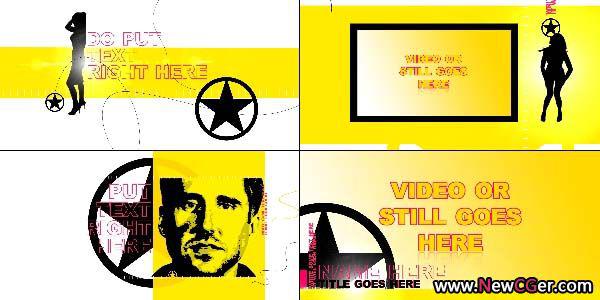 DO PUT
TEXT
RIGHT HERE
VIDEO OR
STILL GOES
HERE
PUT
TEXT
RIGHT
HERE
VIDEO OR
STILL GOES
HERE
NAME HERE
TITLE GOES HERE
www.NewCGer.com